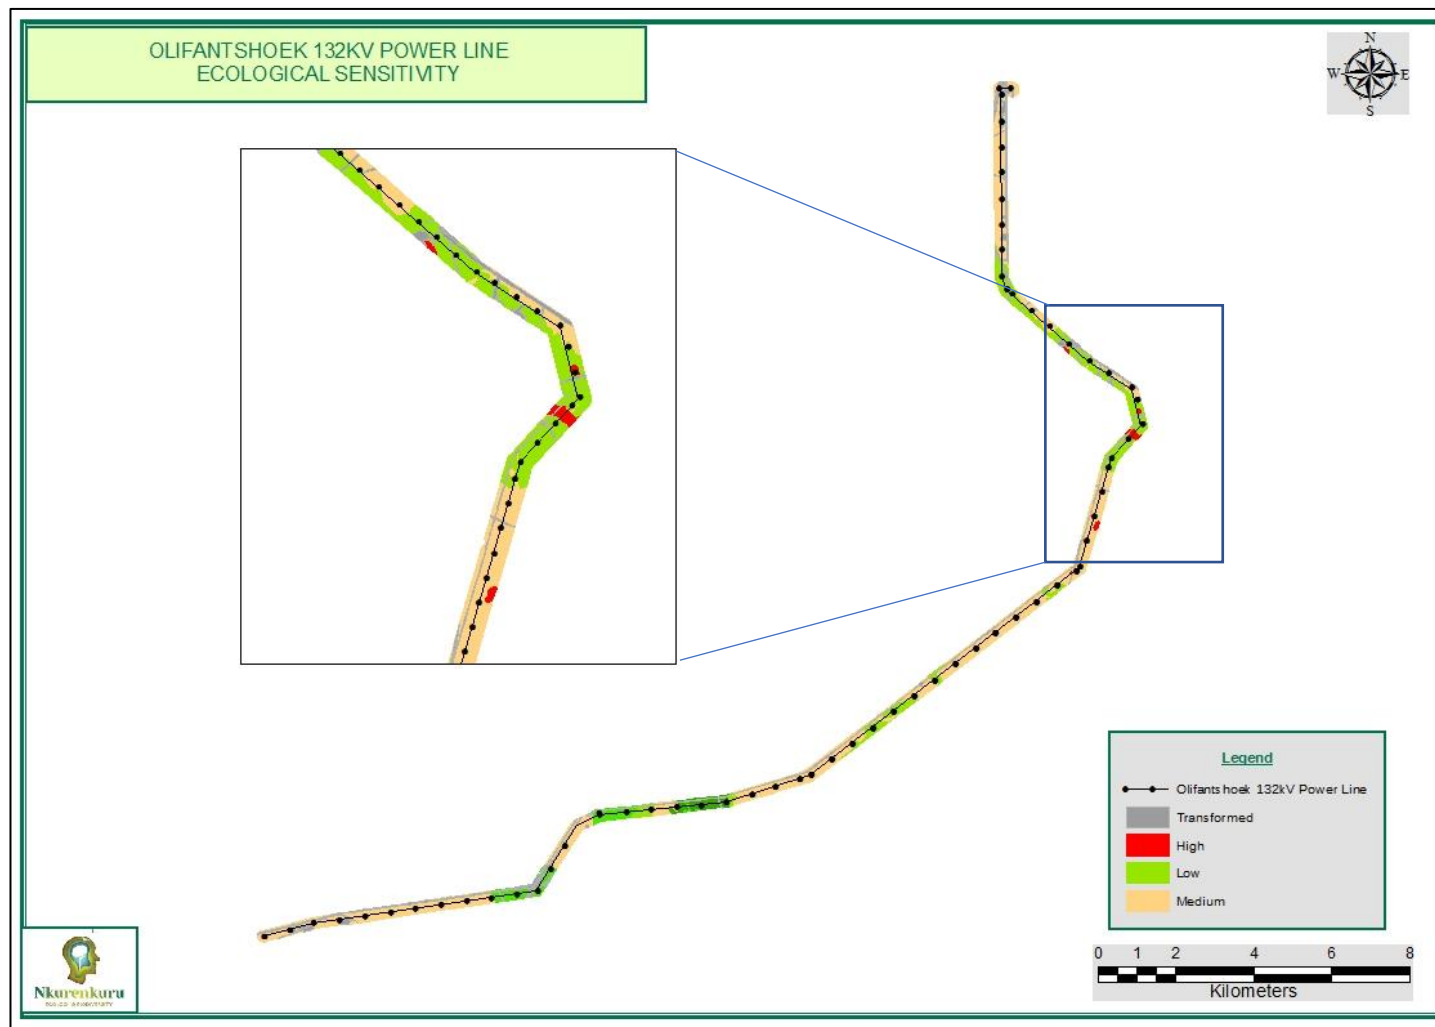 OLIFANTSHOEK 132KV POWER LINE
ECOLOGICAL SENSITIVITY
N
W
E
S
Legend
Olifantshoek 132kV Power Line
Transformed
High
Low
Medium
0 1 2 4 6 8
Kilometers
Nkurenkuru